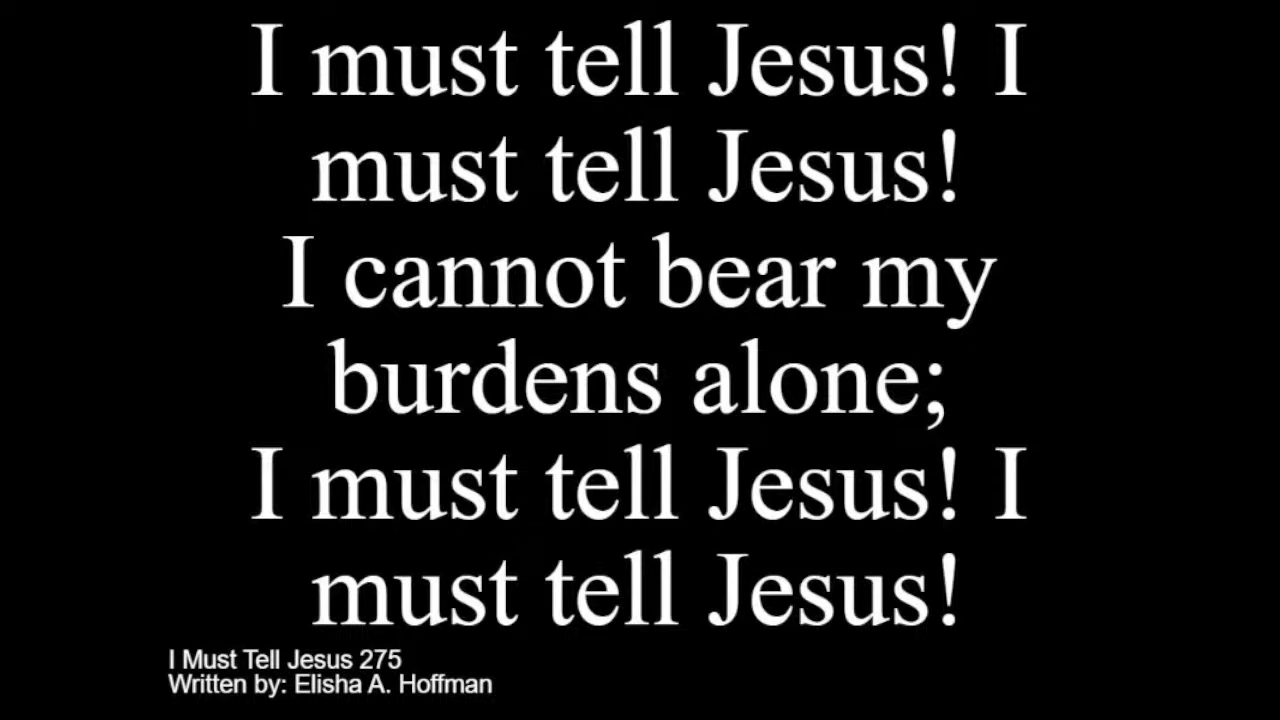 I must tell Jesus! I
must tell Jesus!
I cannot bear my
burdens alone;
I must tell Jesus! I
must tell Jesus!
I Must Tell Jesus 275
Written by: Elisha A. Hoffman